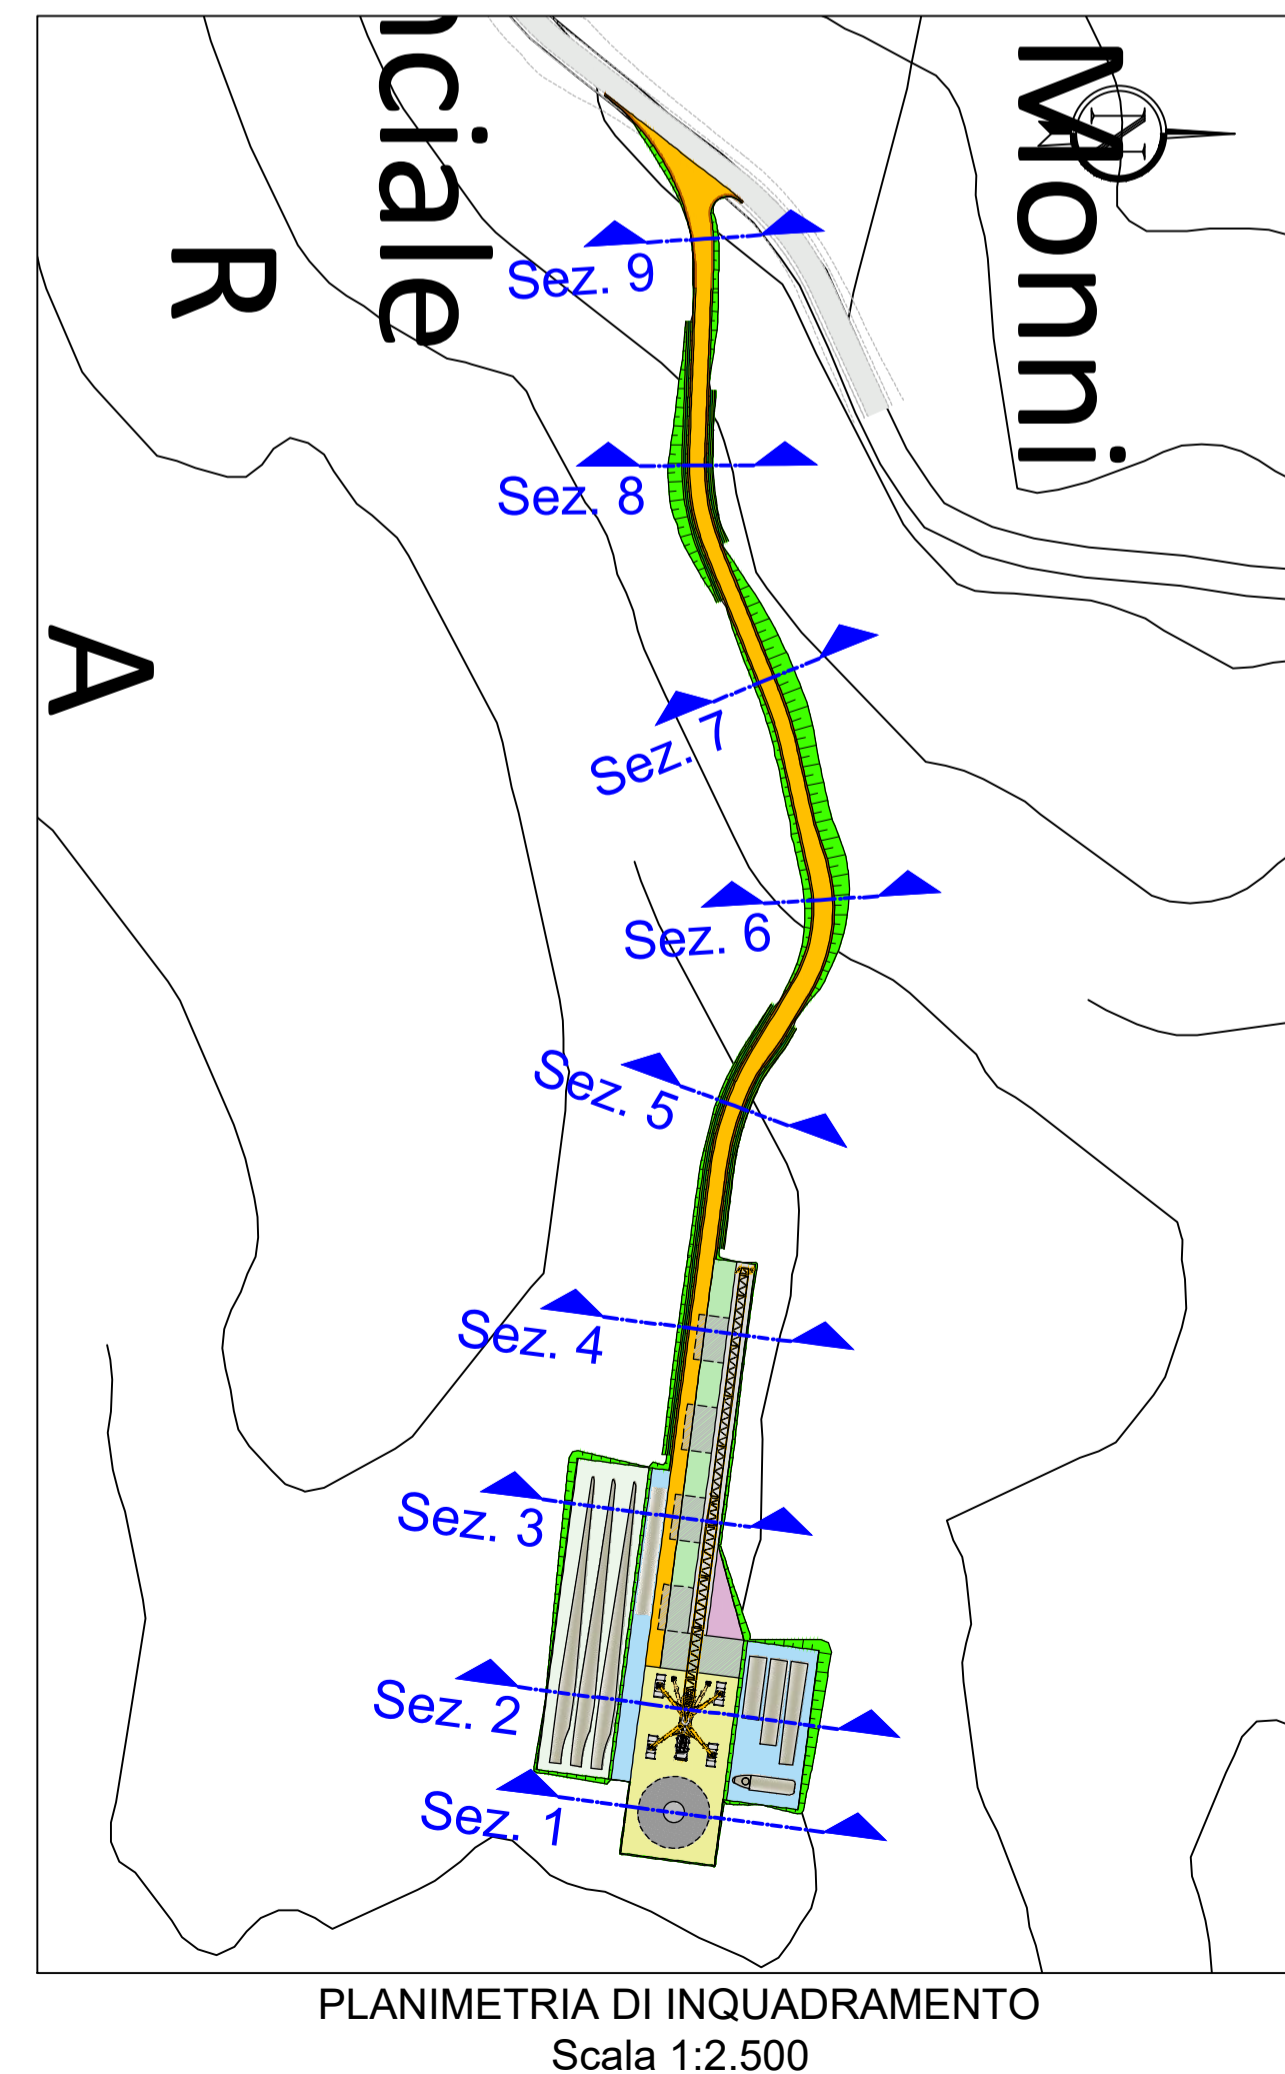 nciale
Monni
N
R
Sez. 9
Sez. 8
A
Sez. 7
Sez. 6
Sez. 5
Sez. 4
Sez. 3
Sez. 2
Sez. 1
PLANIMETRIA DI INQUADRAMENTO
Scala 1:2.500